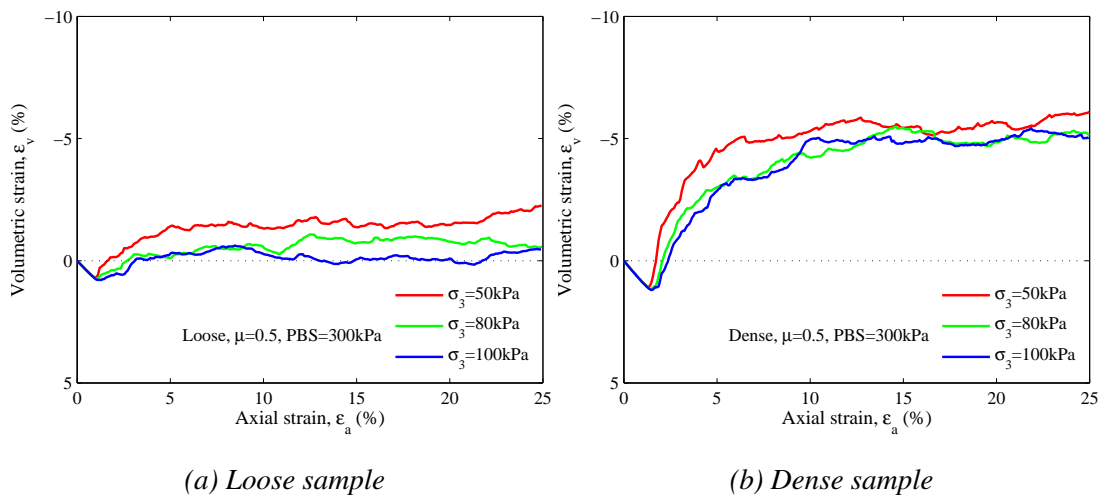 -10
-5
0
5
Volumetric strain, ε_v (%)
σ_3=50kPa
σ_3=80kPa
Loose, μ=0.5, PBS=300kPa
σ_3=100kPa
0 5 10 15 20 25
Axial strain, ε_a (%)
(a) Loose sample
-10
-5
0
5
Volumetric strain, ε_v (%)
σ_3=50kPa
σ_3=80kPa
Dense, μ=0.5, PBS=300kPa
σ_3=100kPa
0 5 10 15 20 25
Axial strain, ε_a (%)
(b) Dense sample